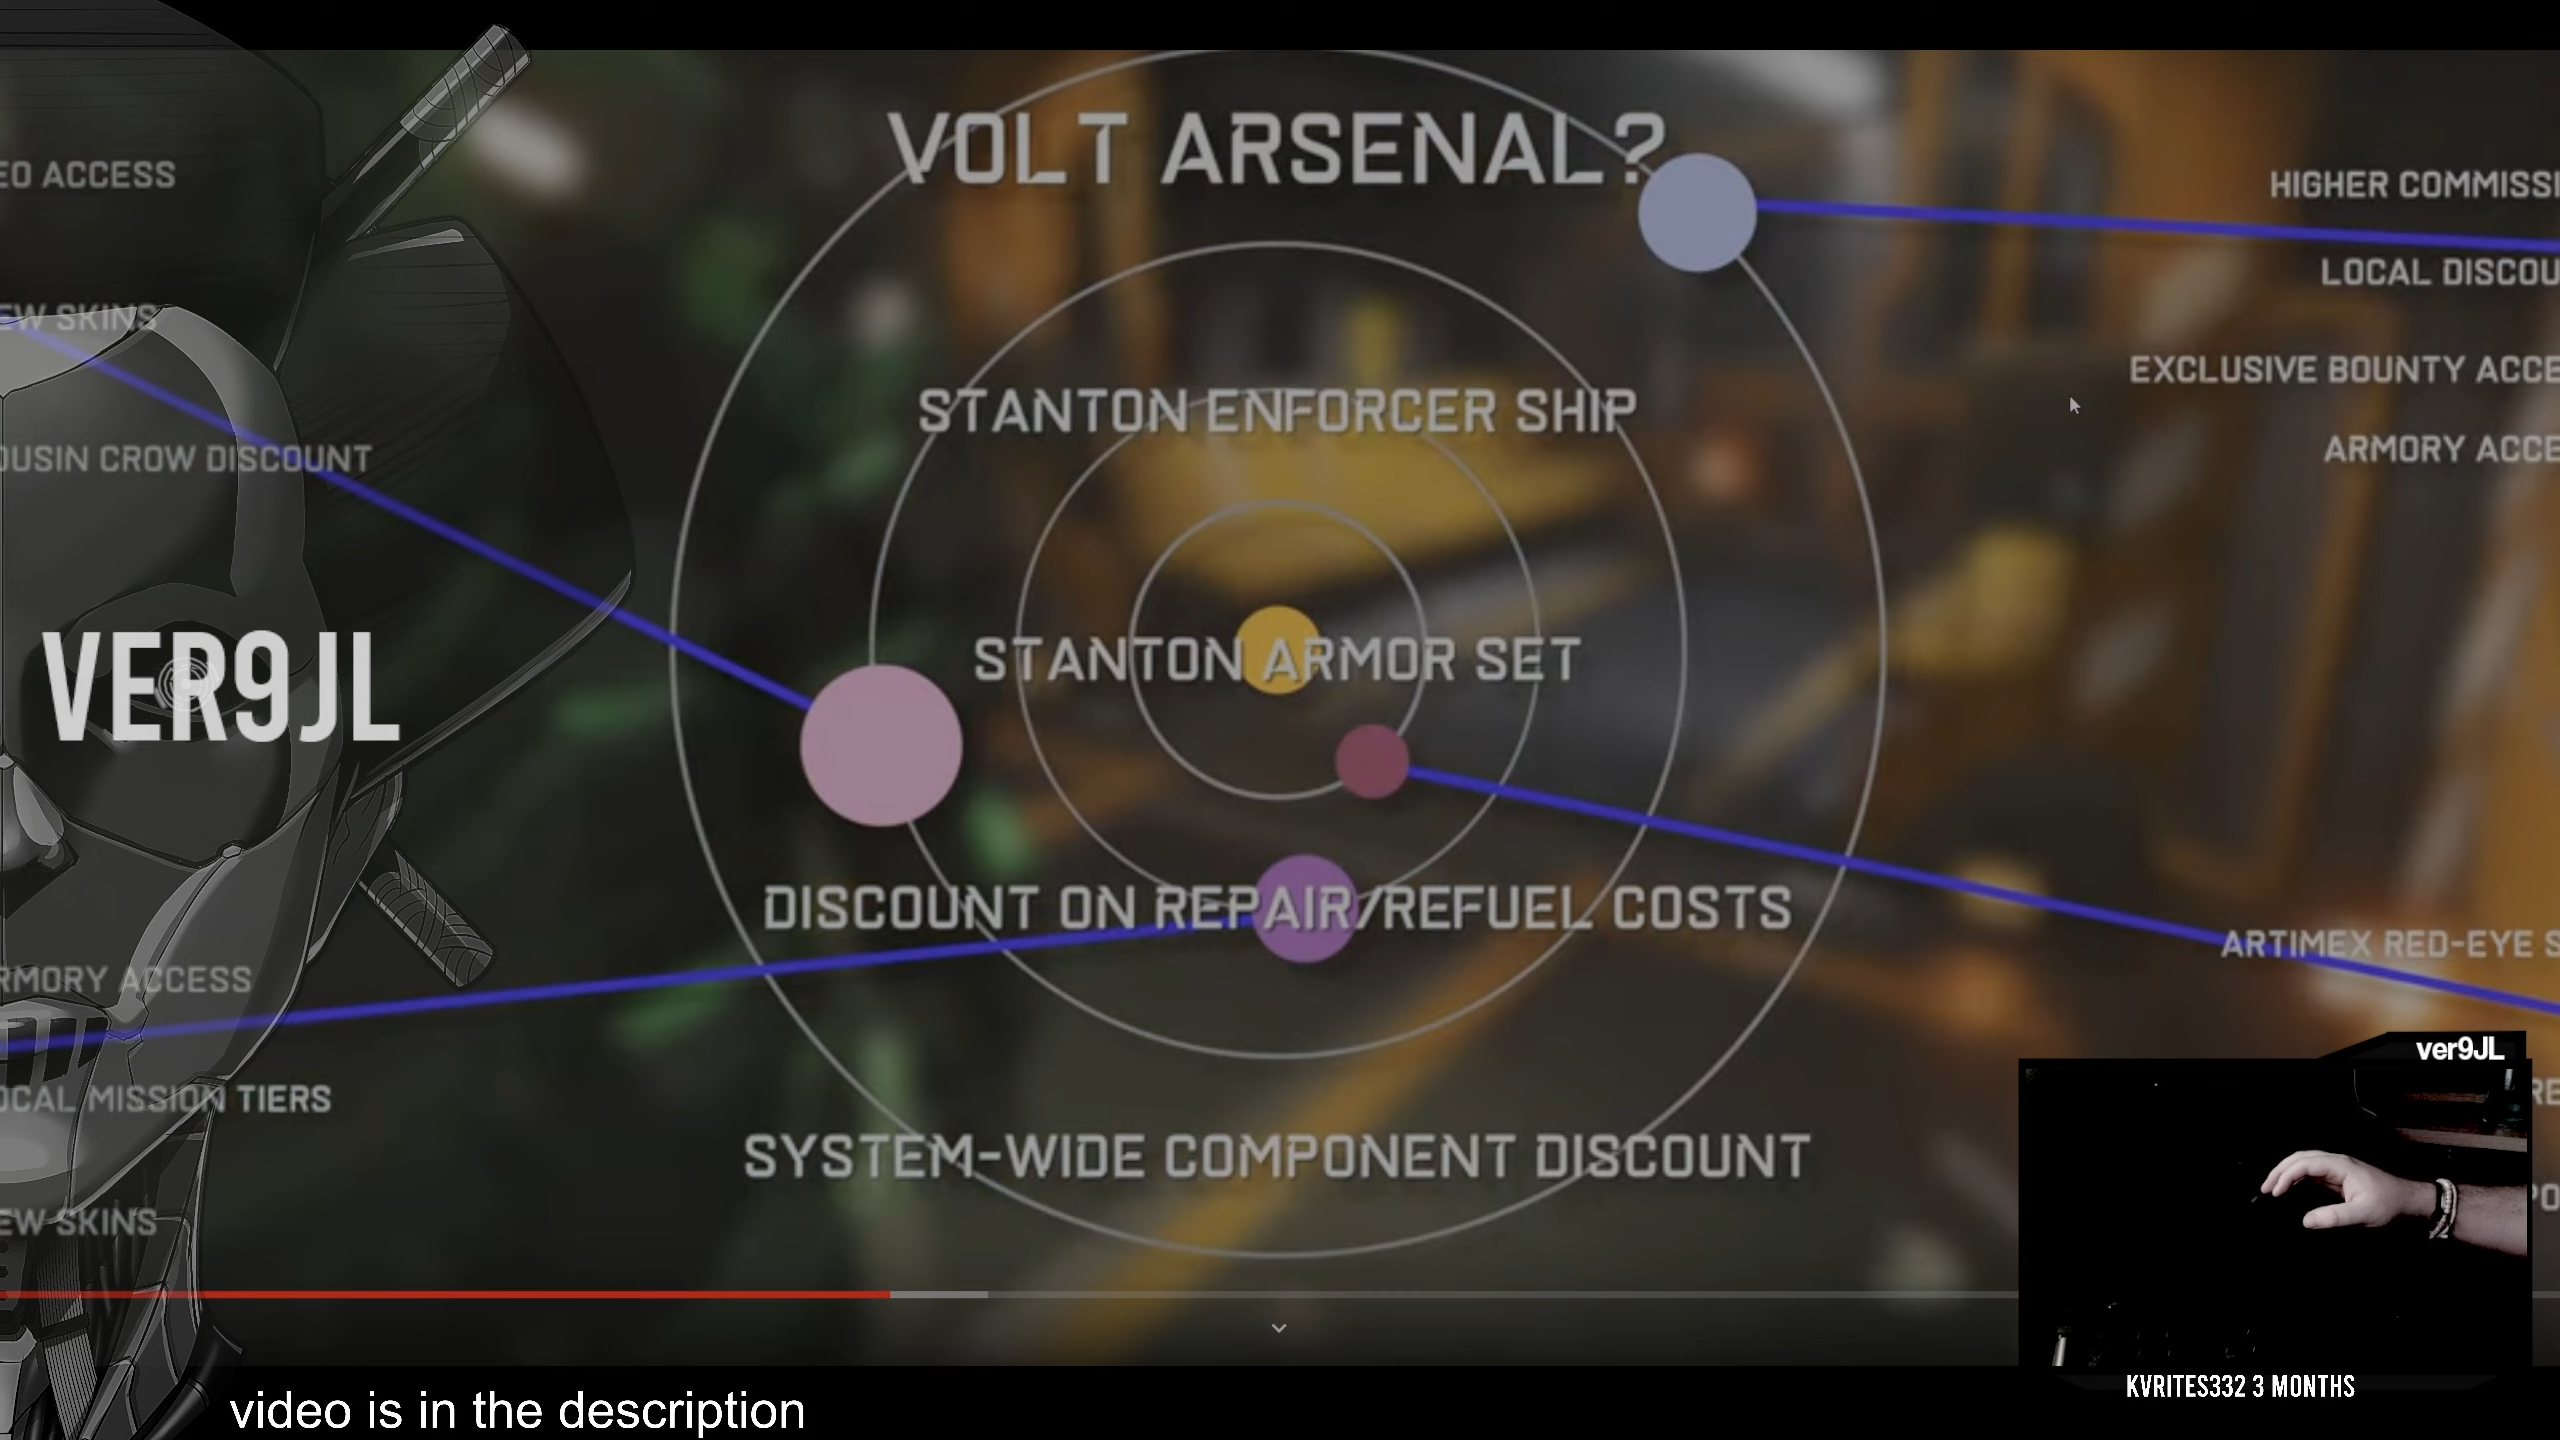 VOLT ARSENAL?
EO ACCESS
HIGHER COMMISSI
LOCAL DISCOU
EW SKINS
EXCLUSIVE BOUNTY ACCE
STANTON ENFORCER SHIP
ARMORY ACCE
OUSIN CROW DISCOUNT
STANTON ARMOR SET
VER9JL
DISCOUNT ON REPAIR/REFUEL COSTS
ARTIMEX RED-EYE S
RMORY ACCESS
ver9JL
RE
OCAL MISSION TIERS
SYSTEM-WIDE COMPONENT DISCOUNT
PO
EW SKINS
KVRITES332 3 MONTHS
video is in the description